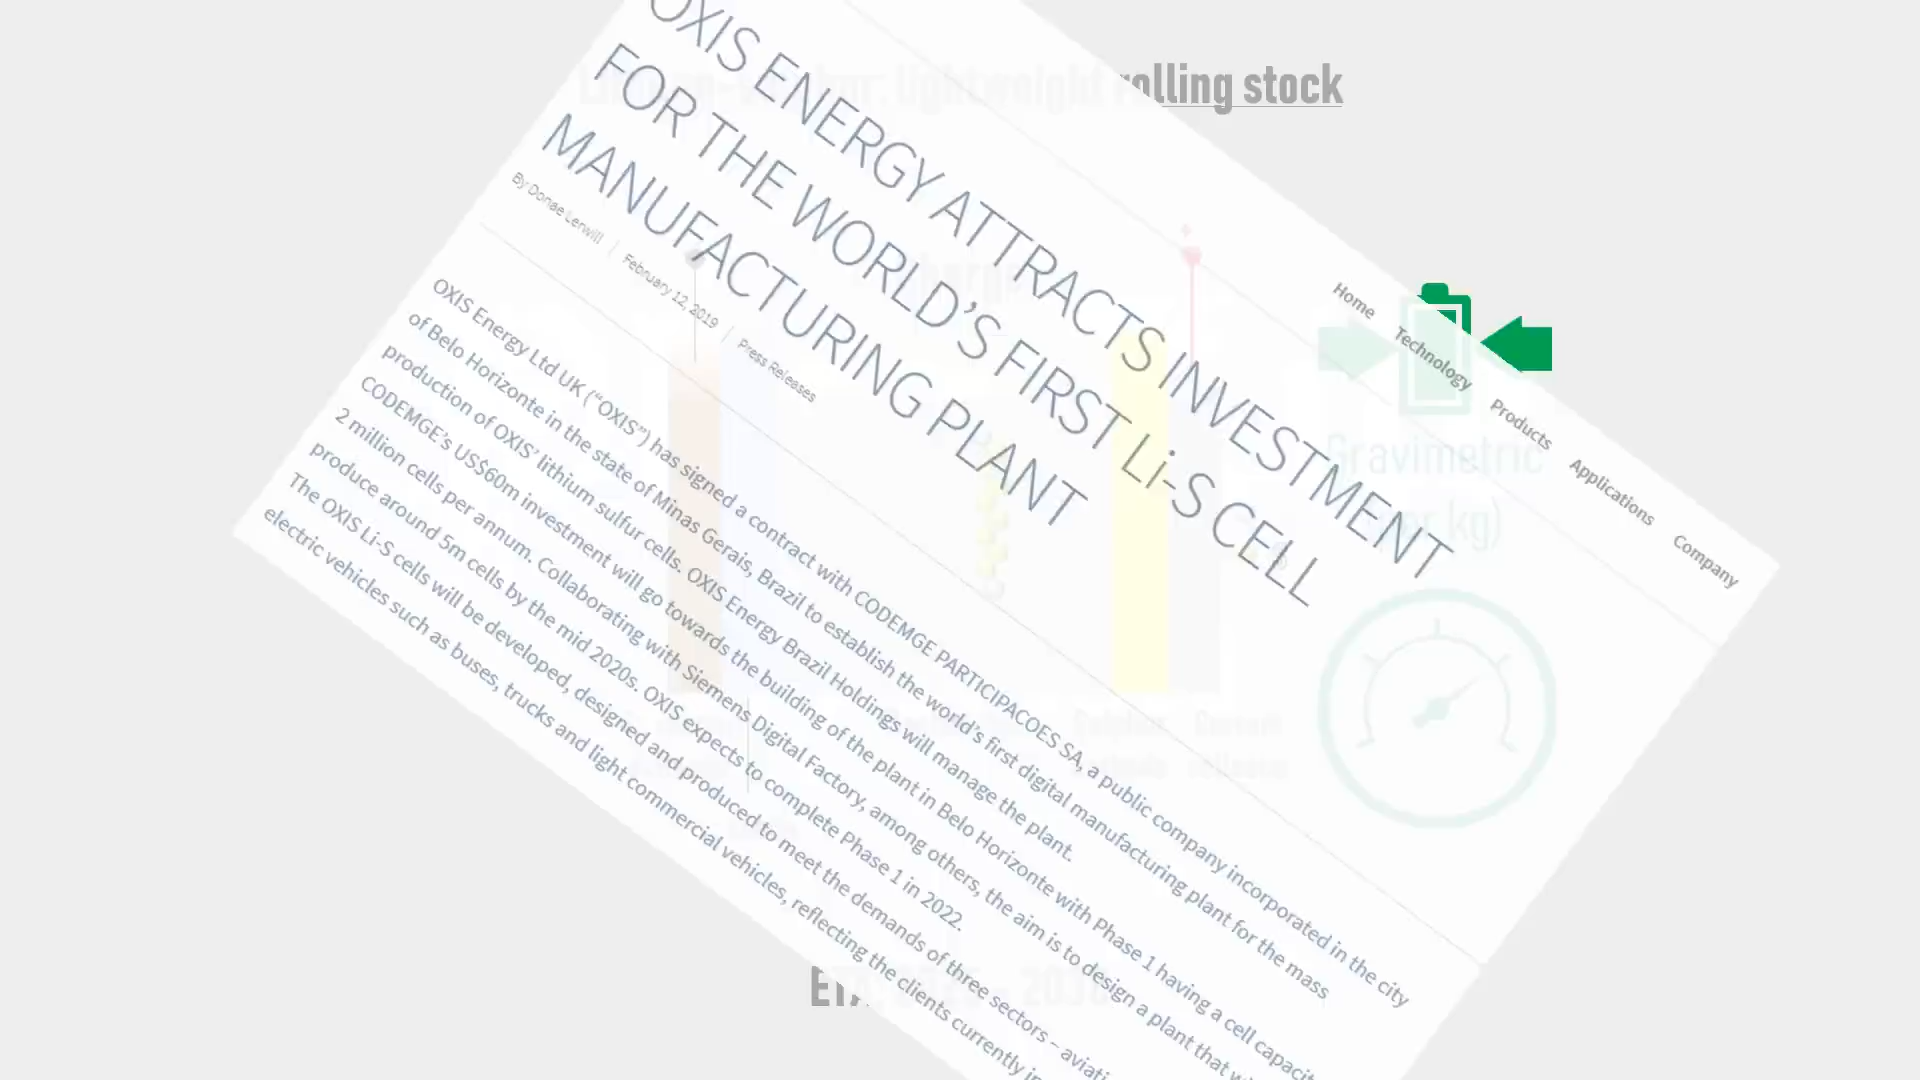 OXIS ENERGY ATTRACTS INVESTMENT
FOR THE WORLD'S FIRST Li-S CELL
MANUFACTURING PLANT
By Donae Lerwill | February 12, 2019 | Press Releases
Home Technology Products Applications Company
OXIS Energy Ltd UK (“OXIS”) has signed a contract with CODEMGE PARTICIPACOES SA, a public company incorporated in the city
of Belo Horizonte in the state of Minas Gerais, Brazil to establish the world’s first digital manufacturing plant for the mass
production of OXIS’ lithium sulfur cells. OXIS Energy Brazil Holdings will manage the plant.
CODEMGE’s US$60m investment will go towards the building of the plant in Belo Horizonte with Phase 1 having a cell capacit
2 million cells per annum. Collaborating with Siemens Digital Factory, among others, the aim is to design a plant that wi
produce around 5m cells by the mid 2020s. OXIS expects to complete Phase 1 in 2022.
The OXIS Li-S cells will be developed, designed and produced to meet the demands of three sectors – aviati
electric vehicles such as buses, trucks and light commercial vehicles, reflecting the clients currently i
lightweight rolling stock
Gravimetric
(per kg)